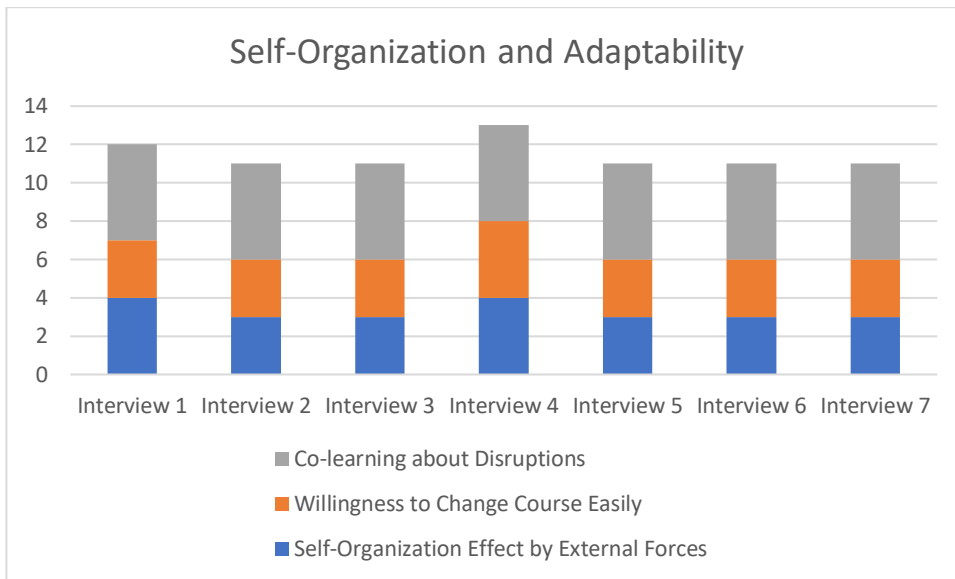 Self-Organization and Adaptability
14
12
10
8
6
4
2
0
Interview 1 Interview 2 Interview 3 Interview 4 Interview 5 Interview 6 Interview 7
Co-learning about Disruptions
Willingness to Change Course Easily
Self-Organization Effect by External Forces